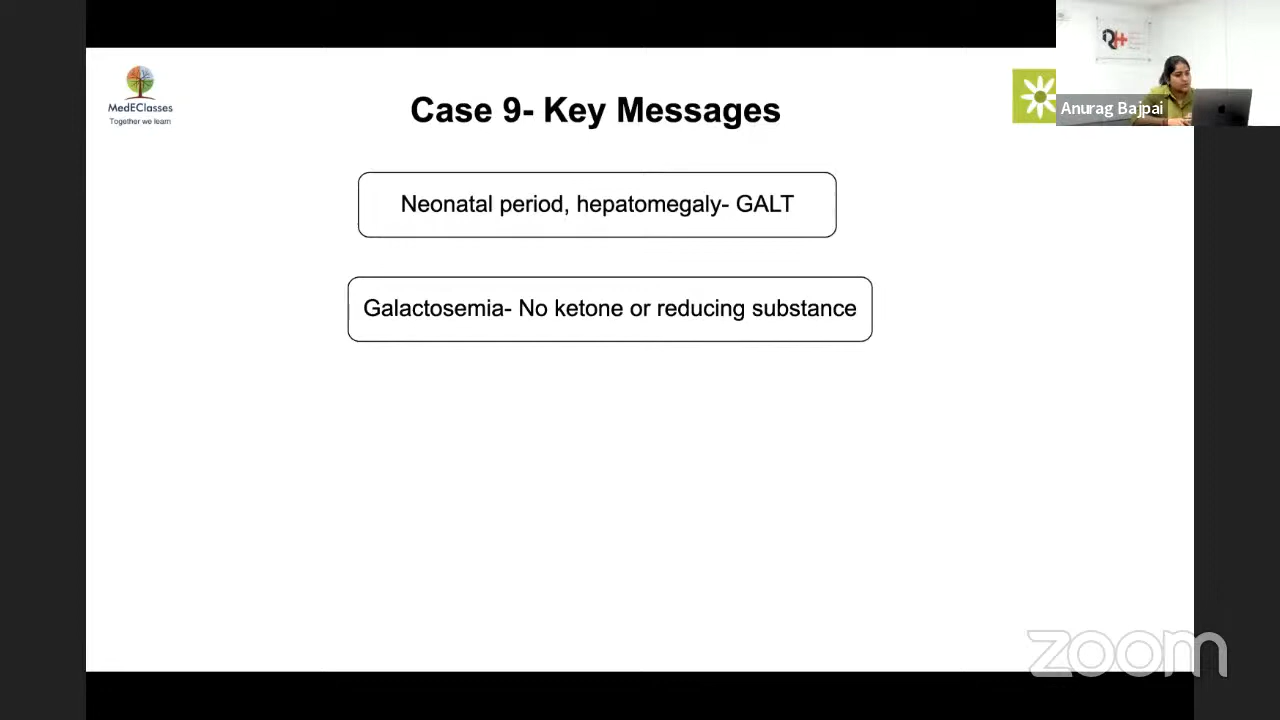 MedEClasses
Together we learn
Case 9- Key Messages
Anurag Bajpai
Neonatal period, hepatomegaly- GALT
Galactosemia- No ketone or reducing substance
zoom